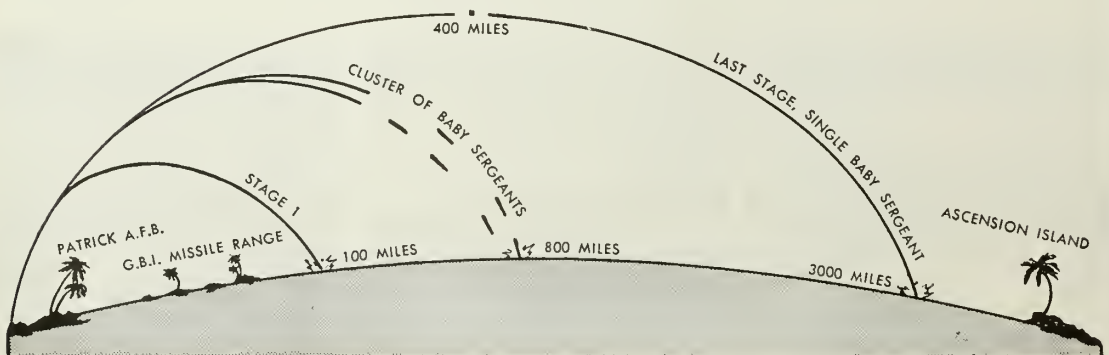 400 MILES
LAST STAGE, SINGLE BABY SERGEANT
CLUSTER OF BABY SERGEANTS
STAGE 1
PATRICK A.F.B.
G.B.I. MISSILE RANGE
100 MILES
800 MILES
3000 MILES
ASCENSION ISLAND